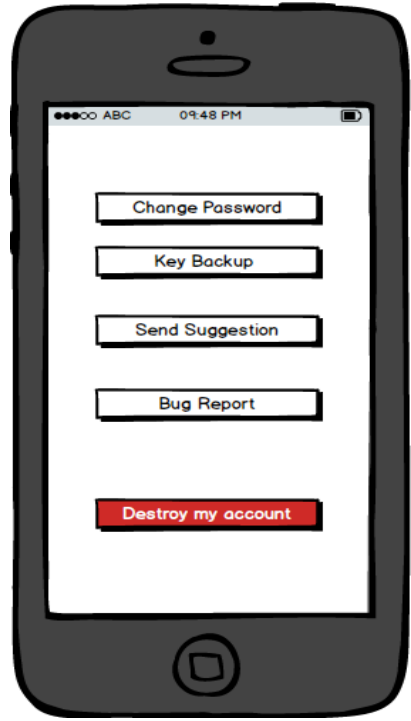 ABC 09:48 PM
Change Password
Key Backup
Send Suggestion
Bug Report
Destroy my account